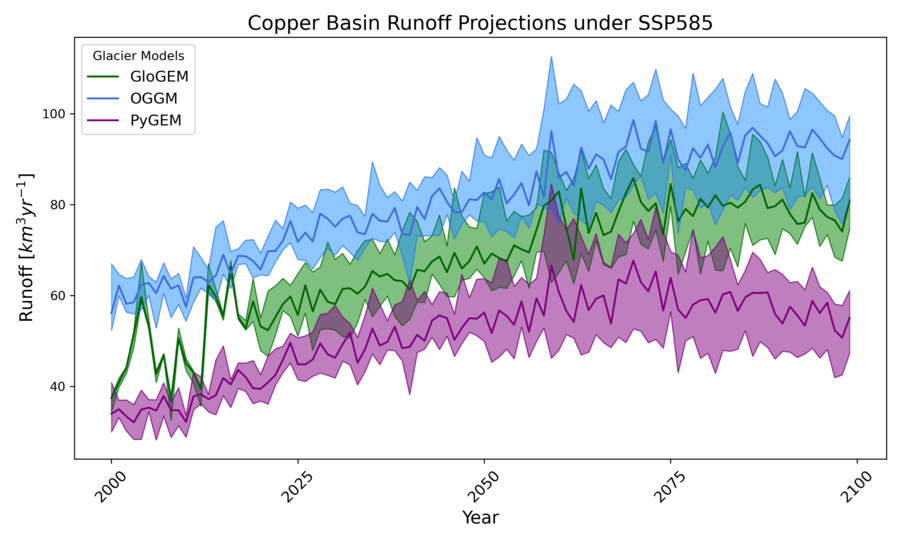 Copper Basin Runoff Projections under SSP585
Glacier Models
GloGEM
OGGM
PyGEM
Runoff [km³yr⁻¹]
100
80
60
40
2000
2025
2050
2075
2100
Year